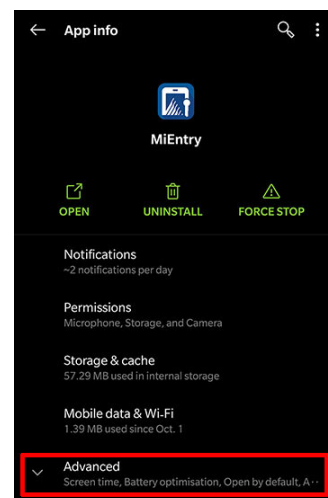 App info
MiEntry
OPEN UNINSTALL FORCE STOP
Notifications
~2 notifications per day
Permissions
Microphone, Storage, and Camera
Storage & cache
57.29 MB used in internal storage
Mobile data & Wi-Fi
1.39 MB used since Oct. 1
Advanced
Screen time, Battery optimisation, Open by default, A··